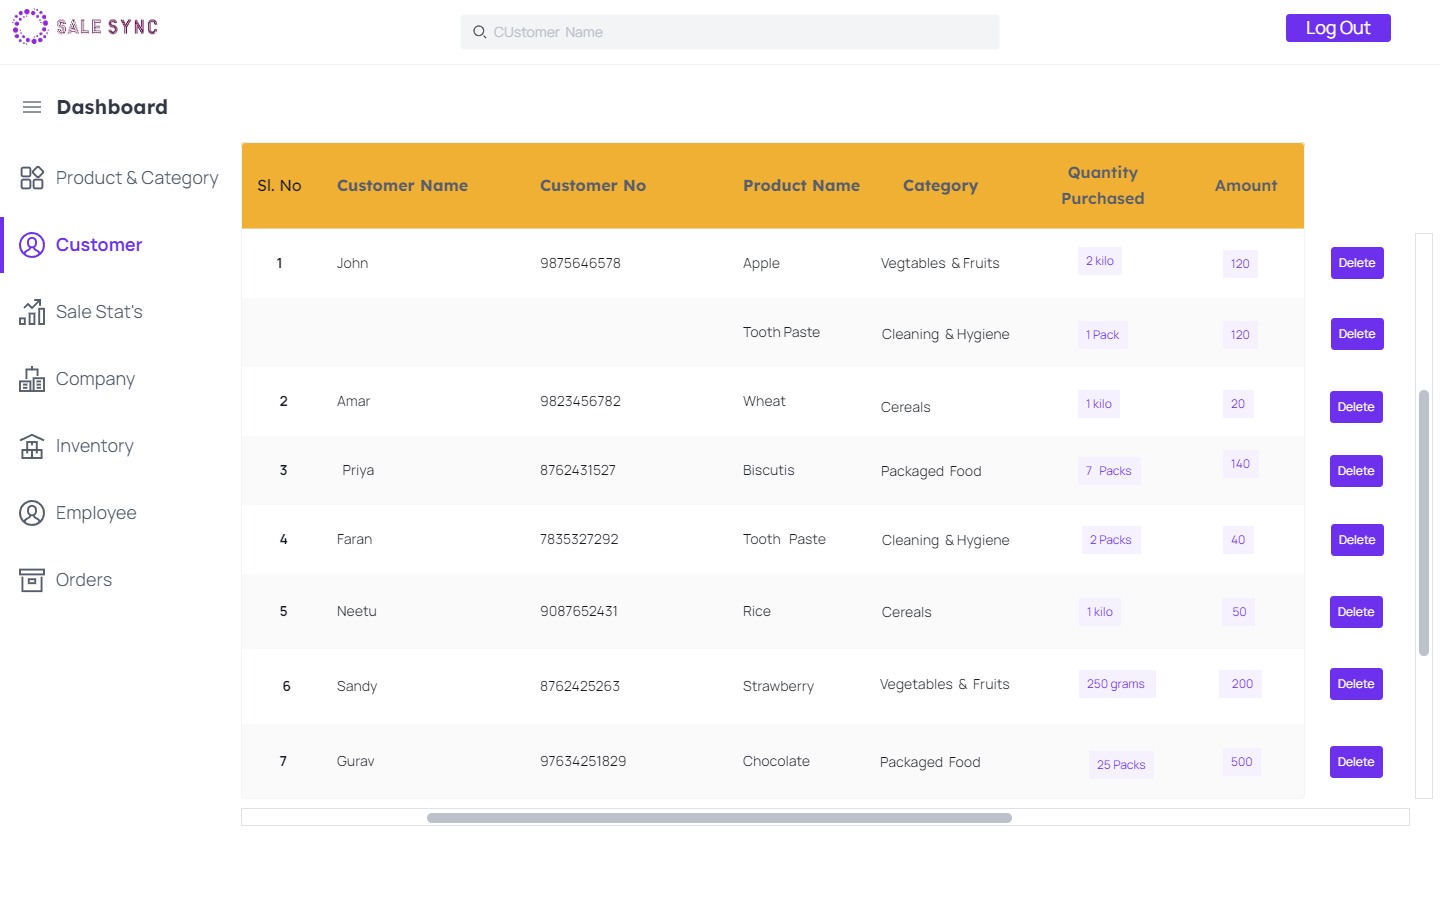 SALE SYNC
CUstomer Name
Log Out
Dashboard
Product & Category
Customer
Sale Stat's
Company
Inventory
Employee
Orders
Sl. No Customer Name Customer No Product Name Category Quantity Purchased Amount
1 John 9875646578 Apple Vegtables & Fruits 2 kilo 120 Delete
Tooth Paste Cleaning & Hygiene 1 Pack 120 Delete
2 Amar 9823456782 Wheat Cereals 1 kilo 20 Delete
3 Priya 8762431527 Biscutis Packaged Food 7 Packs 140 Delete
4 Faran 7835327292 Tooth Paste Cleaning & Hygiene 2 Packs 40 Delete
5 Neetu 9087652431 Rice Cereals 1 kilo 50 Delete
6 Sandy 8762425263 Strawberry Vegetables & Fruits 250 grams 200 Delete
7 Gurav 97634251829 Chocolate Packaged Food 25 Packs 500 Delete